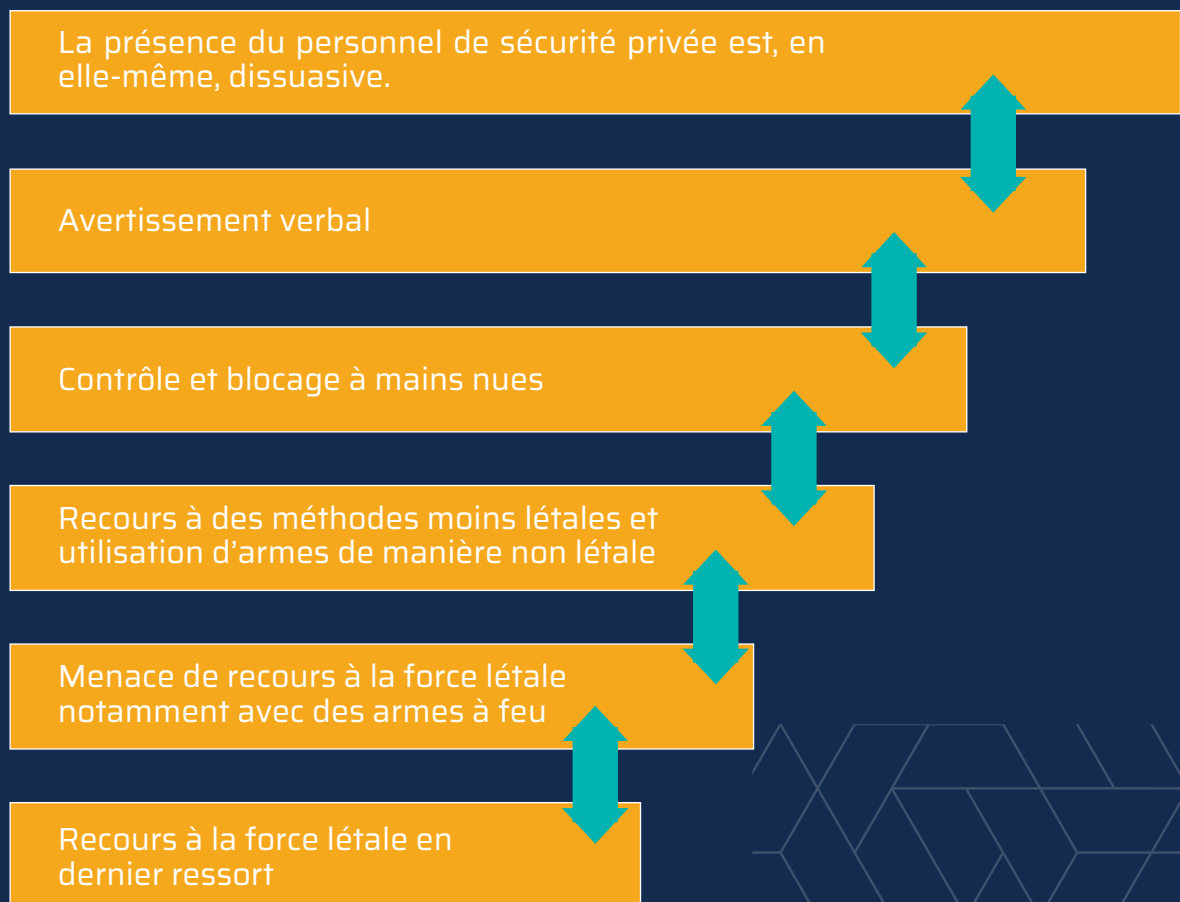 La présence du personnel de sécurité privée est, en
elle-même, dissuasive.
Avertissement verbal
Contrôle et blocage à mains nues
Recours à des méthodes moins létales et
utilisation d’armes de manière non létale
Menace de recours à la force létale
notamment avec des armes à feu
Recours à la force létale en
dernier ressort